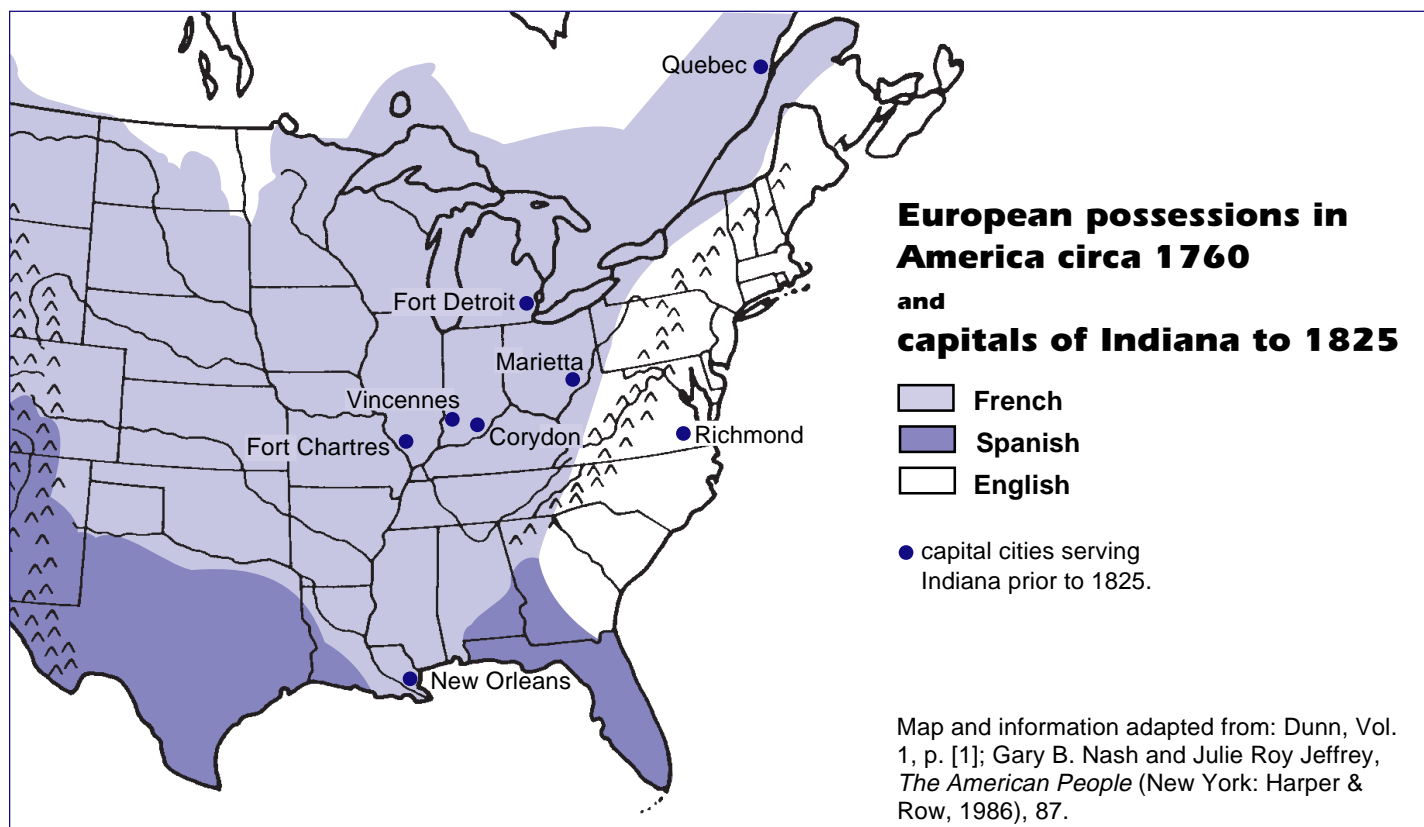 Quebec
Fort Detroit
Marietta
Vincennes
Corydon
Fort Chartres
Richmond
New Orleans
European possessions in
America circa 1760
and
capitals of Indiana to 1825
French
Spanish
English
capital cities serving
Indiana prior to 1825.
Map and information adapted from: Dunn, Vol.
1, p. [1]; Gary B. Nash and Julie Roy Jeffrey,
The American People (New York: Harper &
Row, 1986), 87.